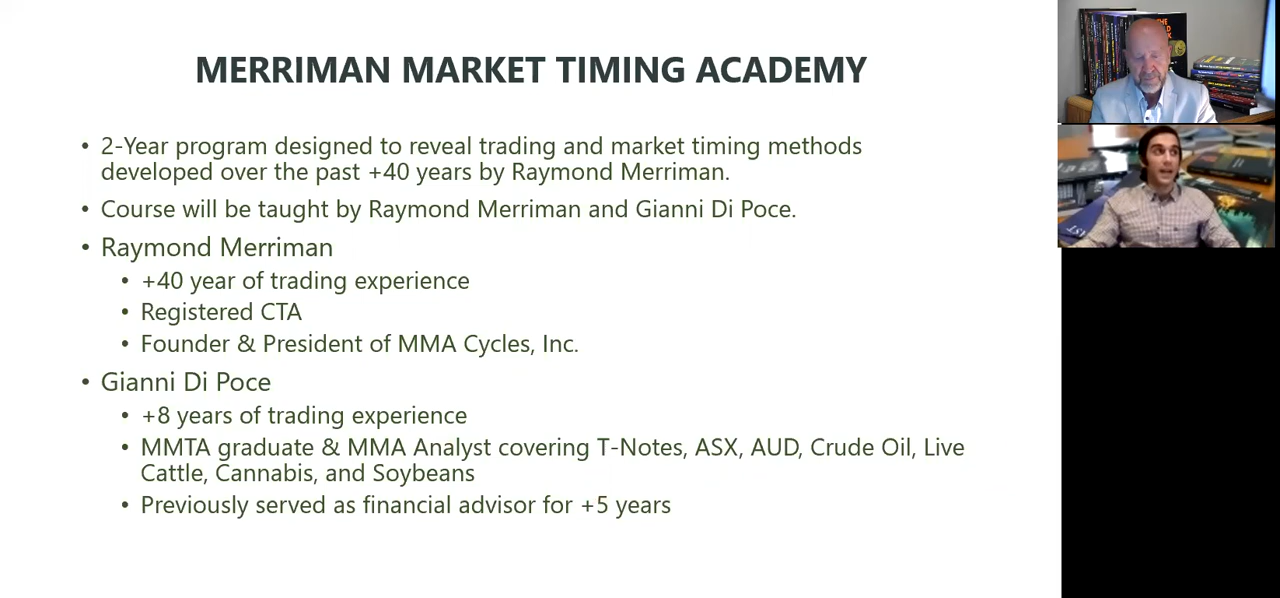 MERRIMAN MARKET TIMING ACADEMY
• 2-Year program designed to reveal trading and market timing methods
developed over the past +40 years by Raymond Merriman.
• Course will be taught by Raymond Merriman and Gianni Di Poce.
• Raymond Merriman
• +40 year of trading experience
• Registered CTA
• Founder & President of MMA Cycles, Inc.
• Gianni Di Poce
• +8 years of trading experience
• MMTA graduate & MMA Analyst covering T-Notes, ASX, AUD, Crude Oil, Live
Cattle, Cannabis, and Soybeans
• Previously served as financial advisor for +5 years